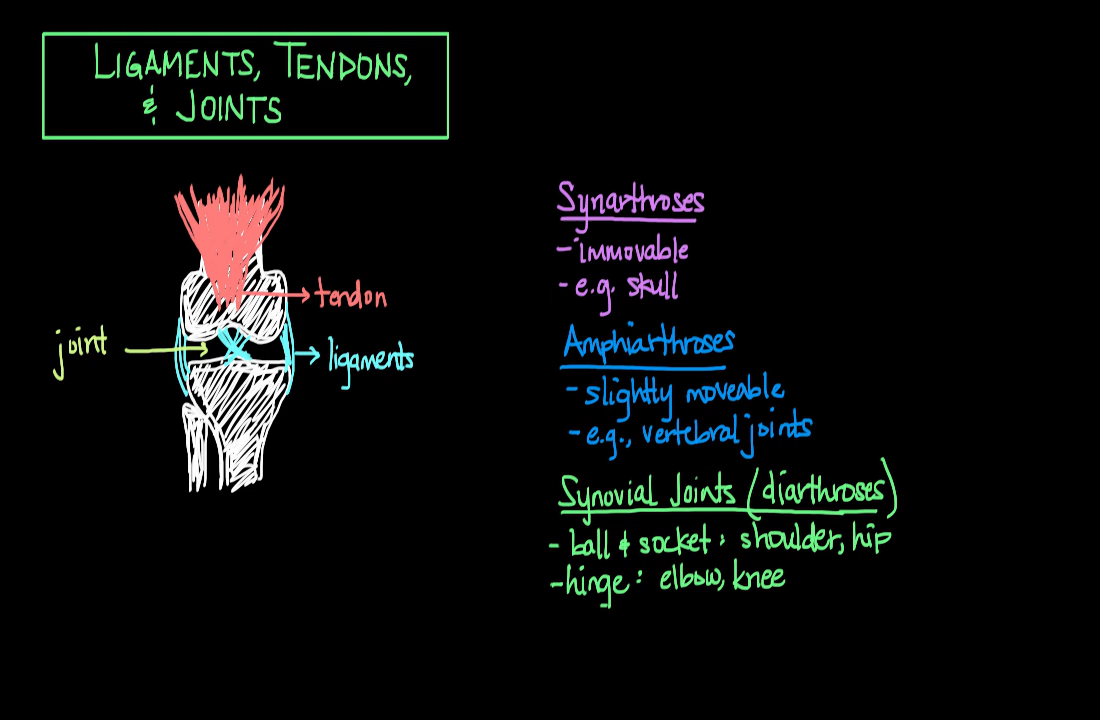 LIGAMENTS, TENDONS,
& JOINTS
tendon
joint
ligaments
Synarthroses
- immovable
- e.g. skull
Amphiarthroses
- slightly moveable
- e.g., vertebral joints
Synovial Joints (diarthroses)
- ball & socket: shoulder, hip
- hinge: elbow, knee